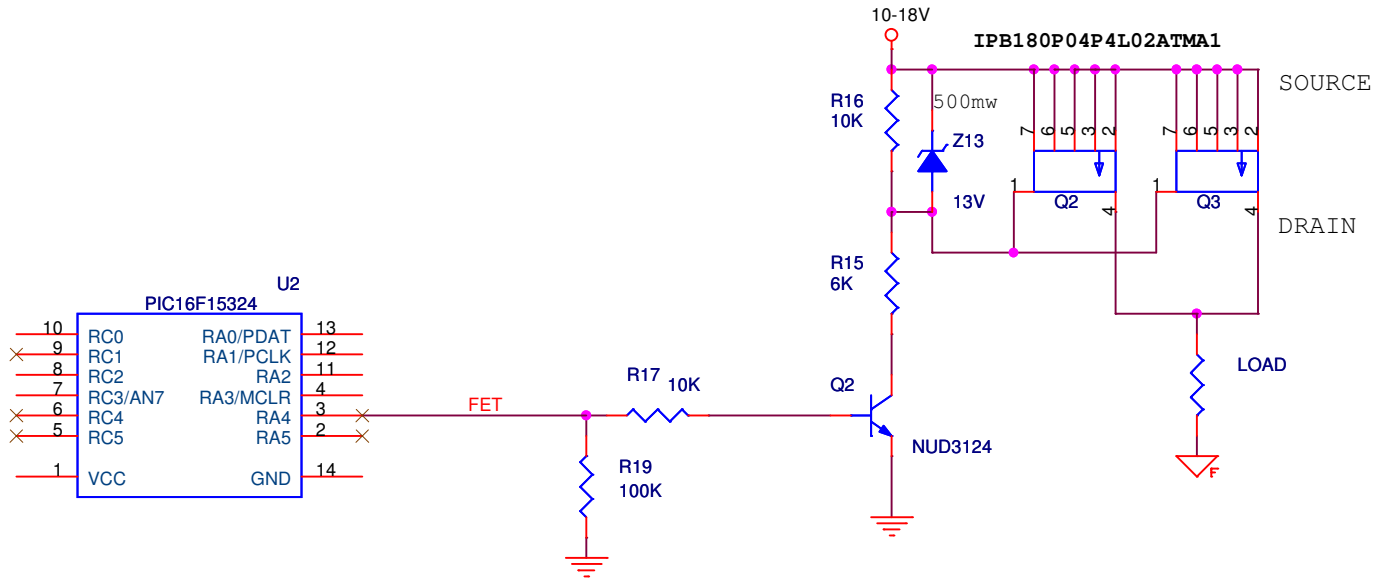 10-18V
IPB180P04P4L02ATMA1
SOURCE
R16
10K
500mw
Z13
13V
7 6 5 3 2
7 6 5 3 2
1
Q2
4
1
Q3
4
DRAIN
R15
6K
U2
PIC16F15324
10 RC0 RA0/PDAT 13
9 RC1 RA1/PCLK 12
8 RC2 RA2 11
7 RC3/AN7 RA3/MCLR 4
6 RC4 RA4 3
5 RC5 RA5 2
1 VCC GND 14
FET
R17
10K
R19
100K
Q2
NUD3124
LOAD
F